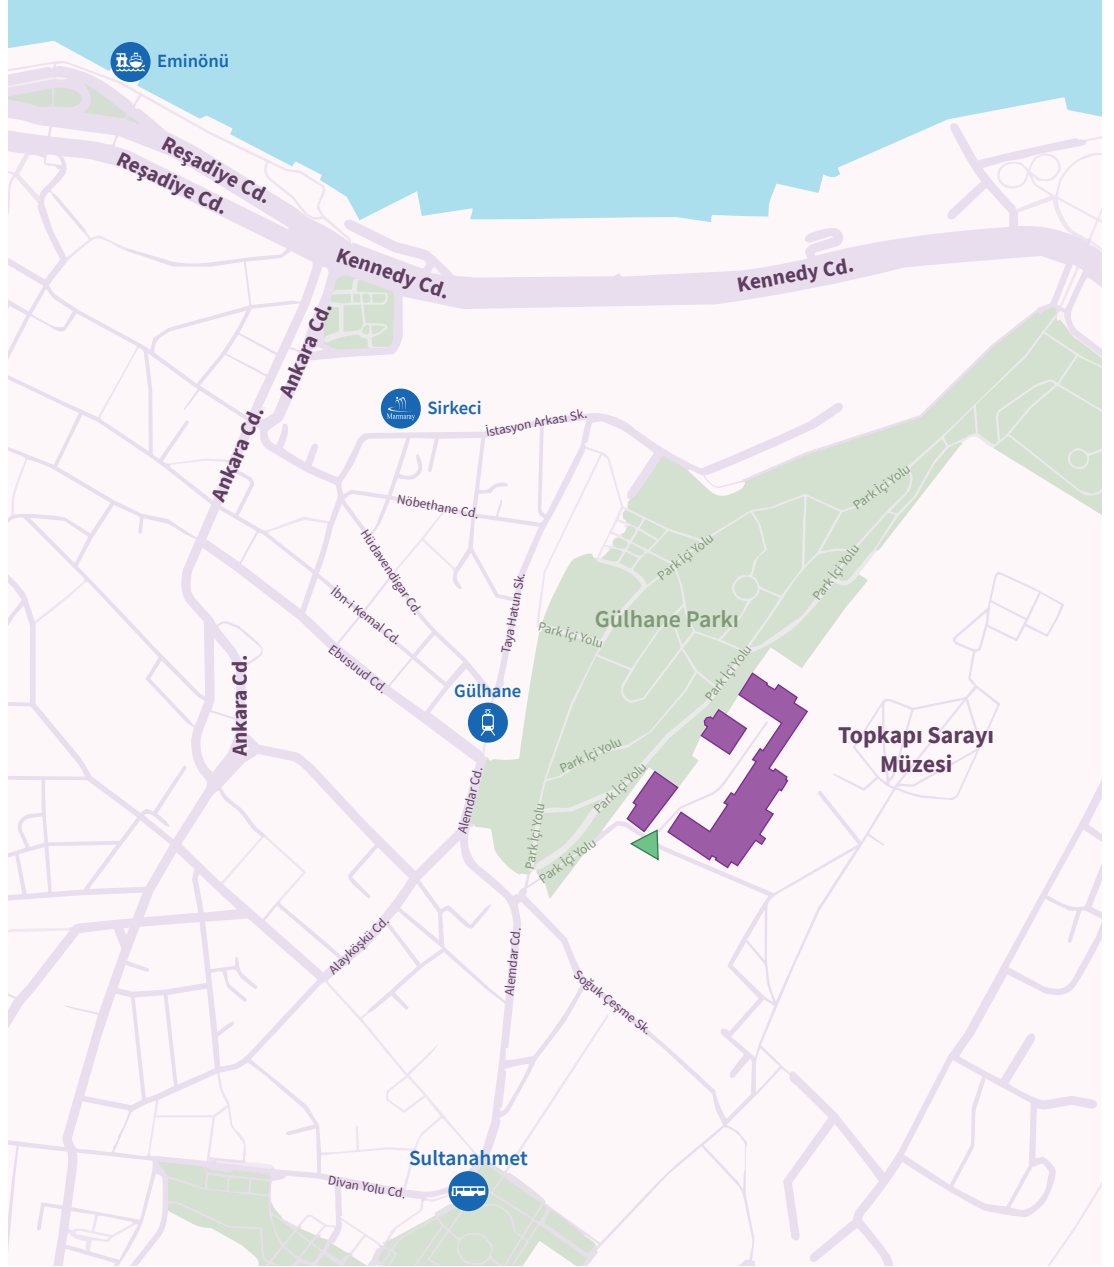 Eminönü
Reşadiye Cd.
Reşadiye Cd.
Kennedy Cd.
Kennedy Cd.
Ankara Cd.
Ankara Cd.
Marmaray
Sirkeci
İstasyon Arkası Sk.
Nöbethane Cd.
Park İçi Yolu
Park İçi Yolu
Park İçi Yolu
Hüdavendigar Cd.
İbn-i Kemal Cd.
Taya Hatun Sk.
Gülhane Parkı
Park İçi Yolu
Ebusuud Cd.
Park İçi Yolu
Gülhane
Ankara Cd.
Topkapı Sarayı
Müzesi
Park İçi Yolu
Park İçi Yolu
Alemdar Cd.
Park İçi Yolu
Park İçi Yolu
Alayköşkü Cd.
Alemdar Cd.
Soğuk Çeşme Sk.
Sultanahmet
Divan Yolu Cd.